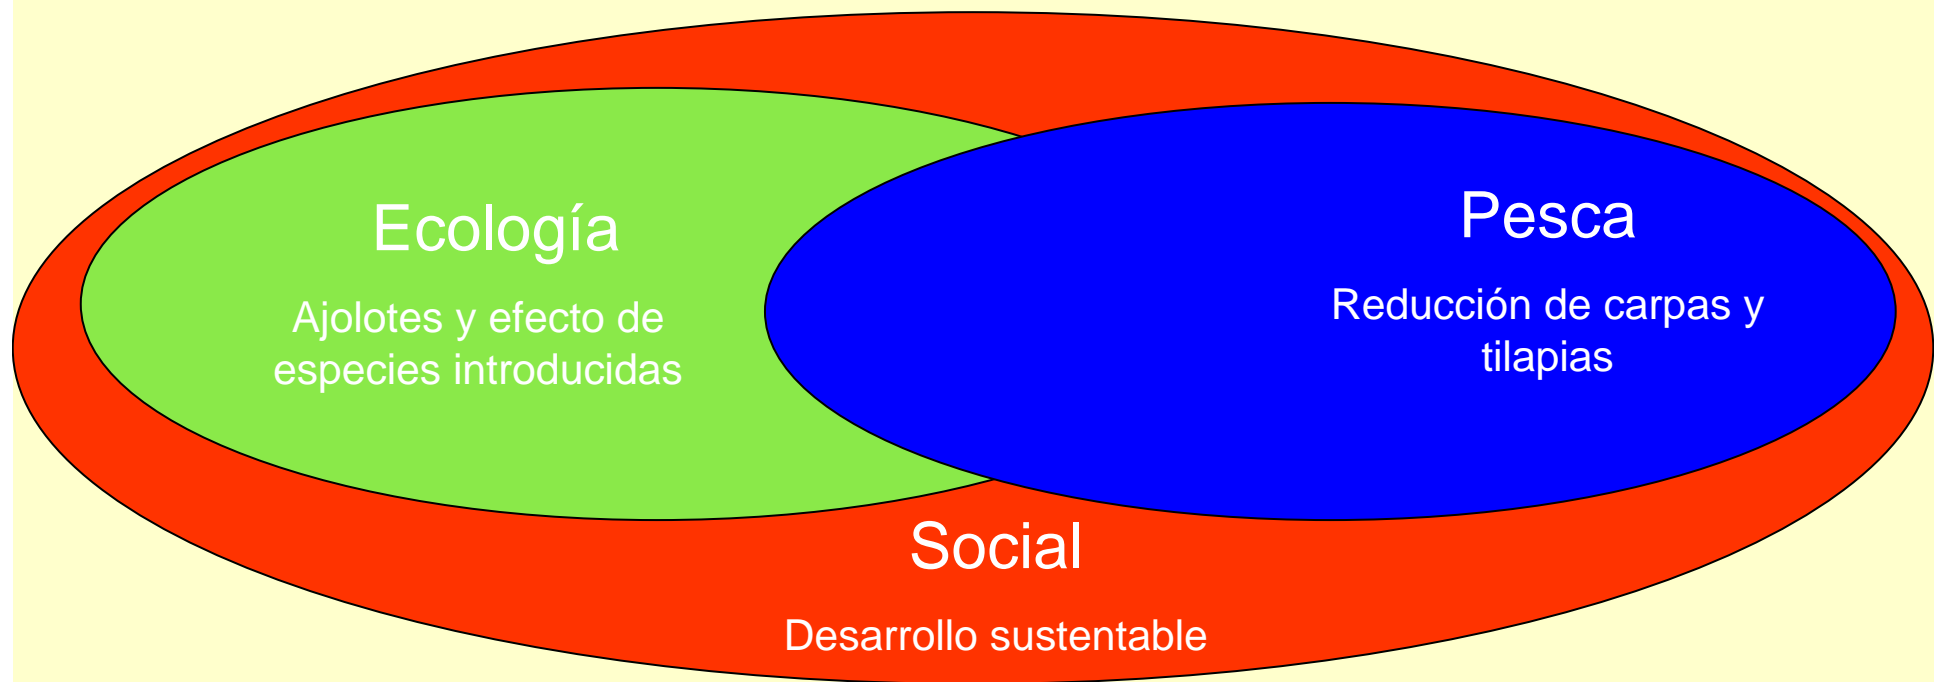 Ecología
Ajolotes y efecto de
especies introducidas
Pesca
Reducción de carpas y
tilapias
Social
Desarrollo sustentable